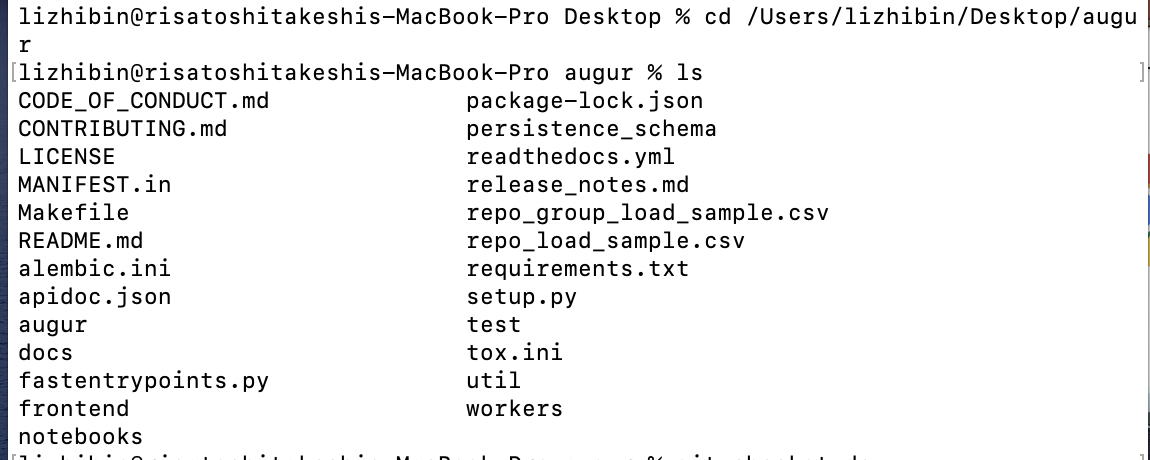 lizhibin@risatoshitakeshis-MacBook-Pro Desktop % cd /Users/lizhibin/Desktop/augu
r
[lizhibin@risatoshitakeshis-MacBook-Pro augur % ls ]
CODE_OF_CONDUCT.md package-lock.json
CONTRIBUTING.md persistence_schema
LICENSE readthedocs.yml
MANIFEST.in release_notes.md
Makefile repo_group_load_sample.csv
README.md repo_load_sample.csv
alembic.ini requirements.txt
apidoc.json setup.py
augur test
docs tox.ini
fastentrypoints.py util
frontend workers
notebooks